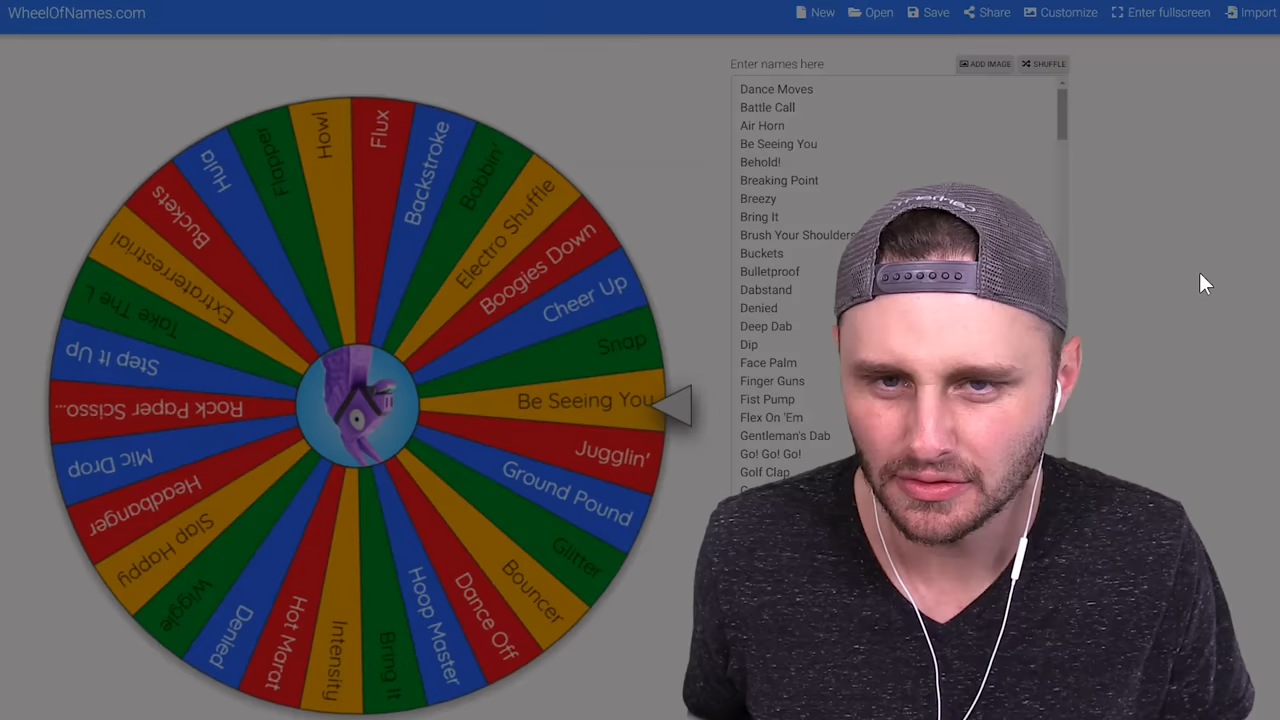 WheelOfNames.com
New
Open
Save
Share
Customize
Enter fullscreen
Import
Enter names here
ADD IMAGE
SHUFFLE
Dance Moves
Battle Call
Air Horn
Be Seeing You
Behold!
Breaking Point
Breezy
Bring It
Brush Your Shoulders
Buckets
Bulletproof
Dabstand
Denied
Deep Dab
Dip
Face Palm
Finger Guns
Fist Pump
Flex On 'Em
Gentleman's Dab
Go! Go! Go!
Golf Clap
Flux
Backstroke
Bobbin'
Electro Shuffle
Boogies Down
Cheer Up
Snap
Be Seeing You
Jugglin'
Ground Pound
Glitter
Bouncer
Dance Off
Hoop Master
Bring It
Intensity
Hot Marat
Denied
Wiggle
Slap Happy
Headbanger
Mic Drop
Rock Paper Scisso...
Step It Up
Take The L
Extraterrestrial
Buckets
Hula
Flapper
Howl